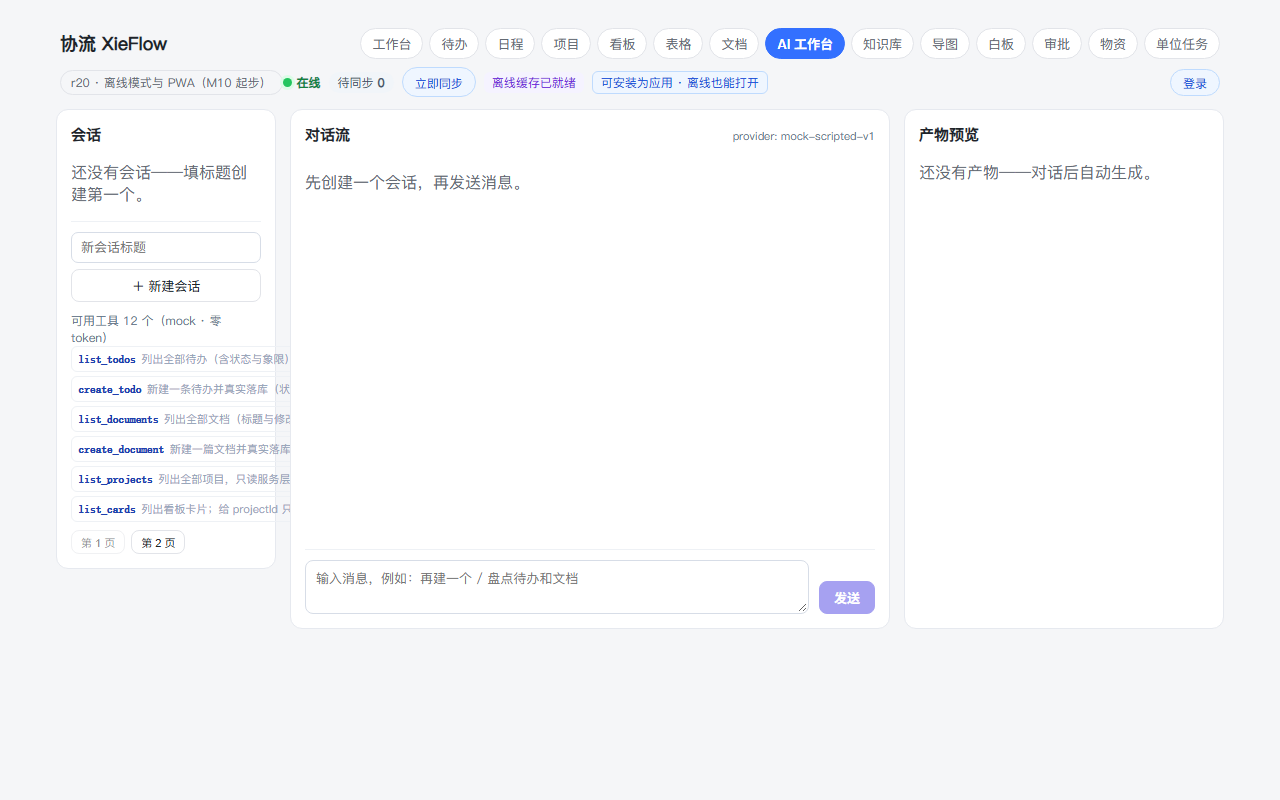 协流 XieFlow
工作台
待办
日程
项目
看板
表格
文档
AI 工作台
知识库
导图
白板
审批
物资
单位任务
r20 · 离线模式与 PWA（M10 起步）
在线
待同步 0
立即同步
离线缓存已就绪
可安装为应用 · 离线也能打开
登录
会话
还没有会话——填标题创
建第一个。
新会话标题
＋ 新建会话
可用工具 12 个（mock · 零
token）
list_todos 列出全部待办（含状态与象限）
create_todo 新建一条待办并真实落库（状
list_documents 列出全部文档（标题与修改
create_document 新建一篇文档并真实落库
list_projects 列出全部项目，只读服务层
list_cards 列出看板卡片；给 projectId 只
第 1 页
第 2 页
对话流
provider: mock-scripted-v1
先创建一个会话，再发送消息。
输入消息，例如：再建一个 / 盘点待办和文档
发送
产物预览
还没有产物——对话后自动生成。